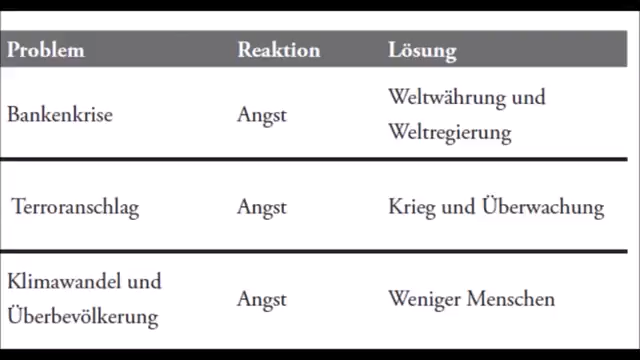 Problem Reaktion Lösung
Bankenkrise Angst Weltwährung und
Weltregierung
Terroranschlag Angst Krieg und Überwachung
Klimawandel und
Überbevölkerung Angst Weniger Menschen